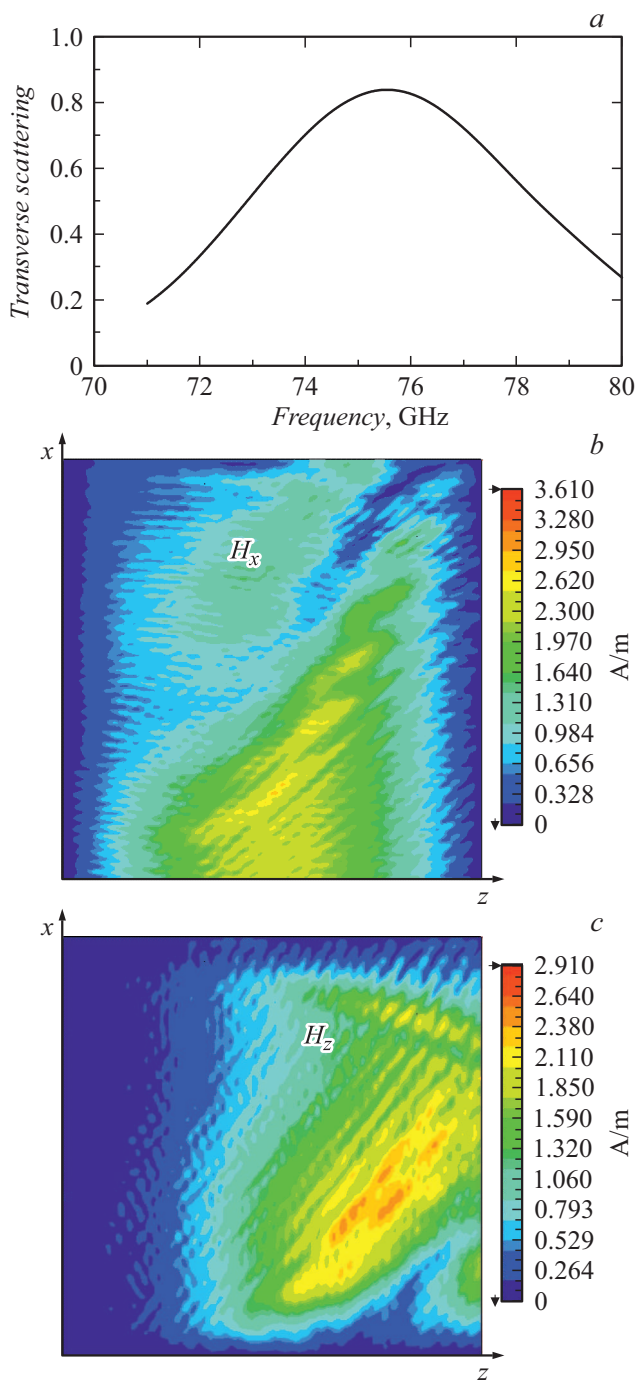 a
1.0
0.8
0.6
0.4
0.2
0
Transverse scattering
70 72 74 76 78 80
Frequency, GHz
b
x
H_x
3.610
3.280
2.950
2.620
2.300
1.970
1.640
1.310
0.984
0.656
0.328
0
A/m
z
c
x
H_z
2.910
2.640
2.380
2.110
1.850
1.590
1.320
1.060
0.793
0.529
0.264
0
A/m
z